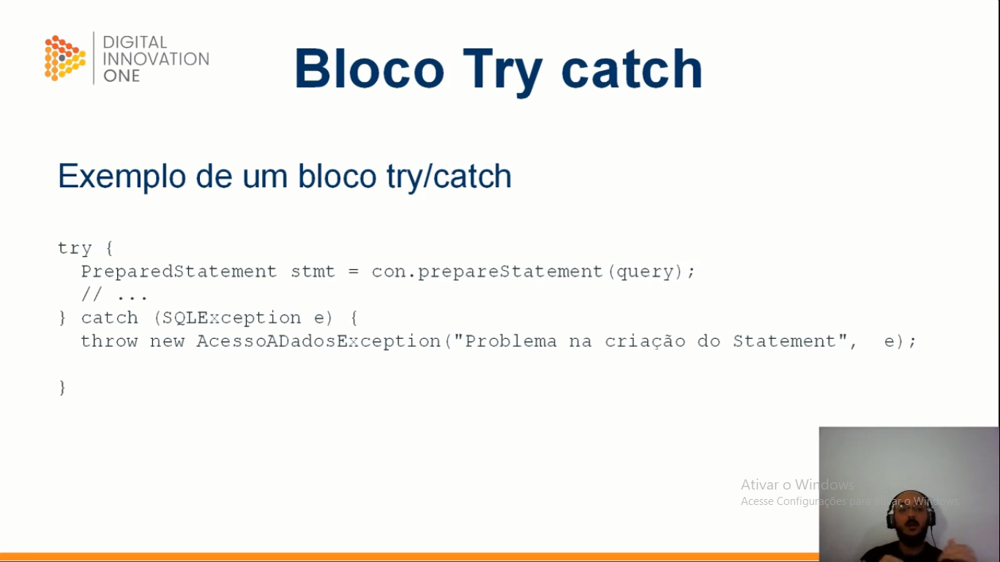 DIGITAL
INNOVATION
ONE
Bloco Try catch
Exemplo de um bloco try/catch
try {
PreparedStatement stmt = con.prepareStatement(query);
// ...
} catch (SQLException e) {
throw new AcessoADadosException("Problema na criação do Statement", e);
}
Ativar o Windows
Acesse Configurações para ativar o Windows.